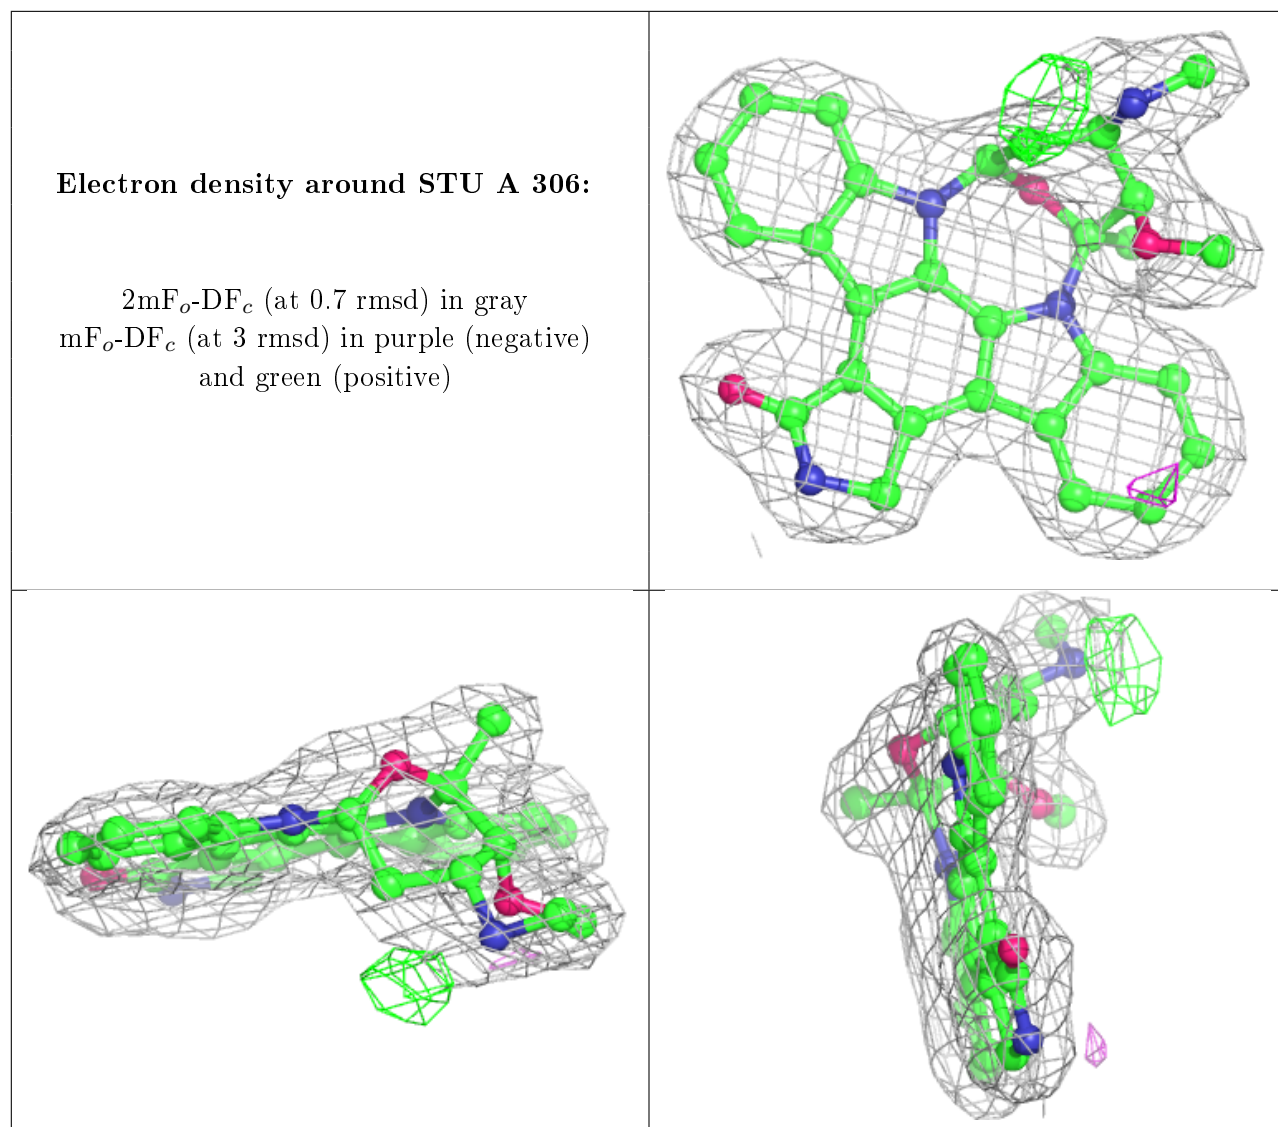 Electron density around STU A 306:
2mFo-DFc (at 0.7 rmsd) in gray
mFo-DFc (at 3 rmsd) in purple (negative)
and green (positive)